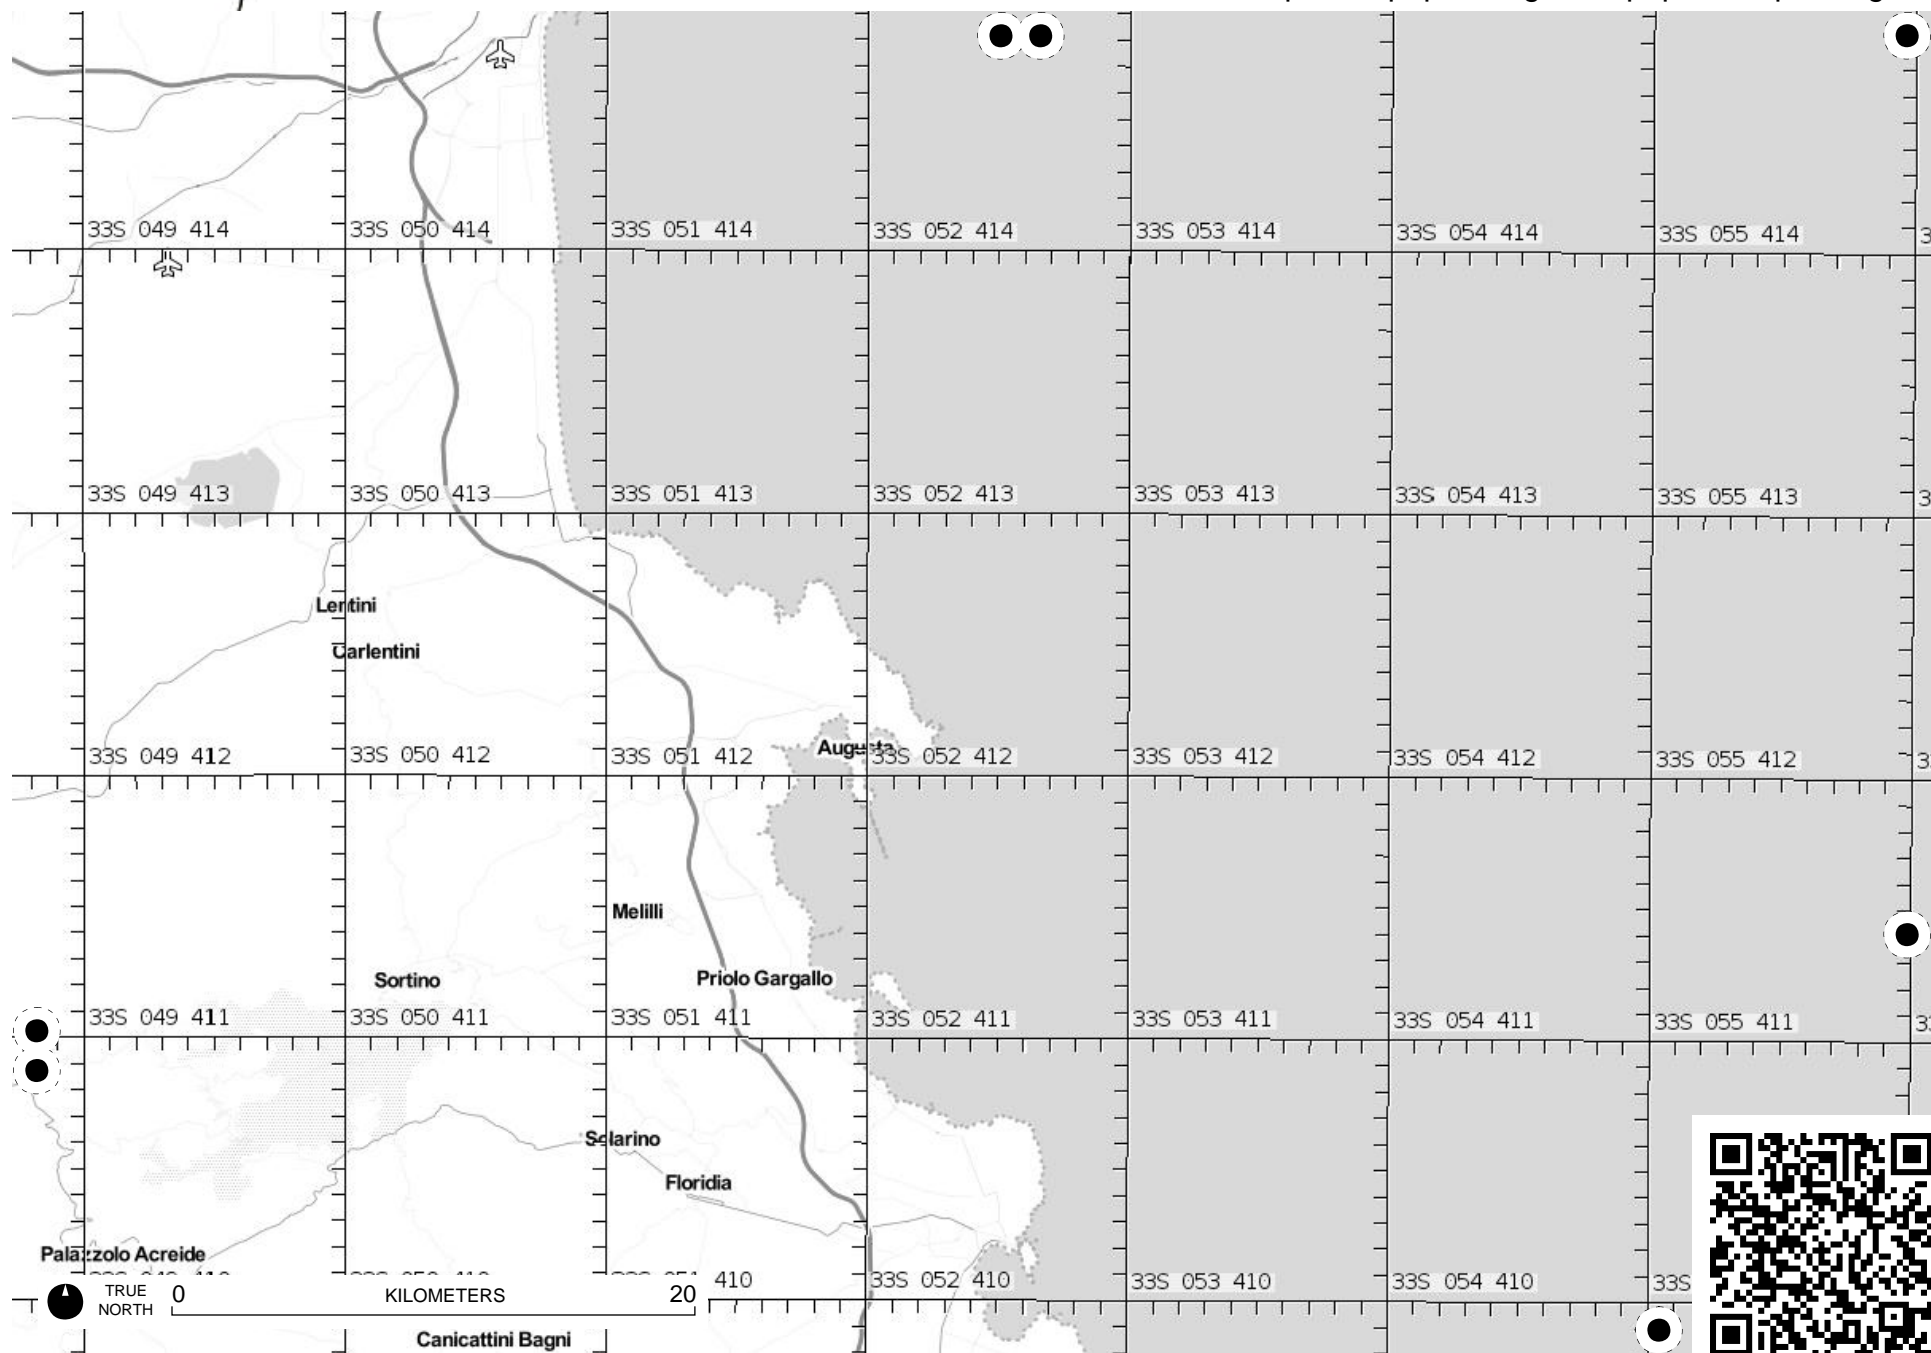 33S 049 414
33S 050 414
33S 051 414
33S 052 414
33S 053 414
33S 054 414
33S 055 414
33S 049 413
33S 050 413
33S 051 413
33S 052 413
33S 053 413
33S 054 413
33S 055 413
Lentini
Carlentini
Augusta
33S 049 412
33S 050 412
33S 051 412
33S 052 412
33S 053 412
33S 054 412
33S 055 412
Melilli
Sortino
Priolo Gargallo
33S 049 411
33S 050 411
33S 051 411
33S 052 411
33S 053 411
33S 054 411
33S 055 411
Solarino
Floridia
Palazzolo Acreide
410
33S 052 410
33S 053 410
33S 054 410
33S
TRUE NORTH
0 KILOMETERS 20
Canicattini Bagni